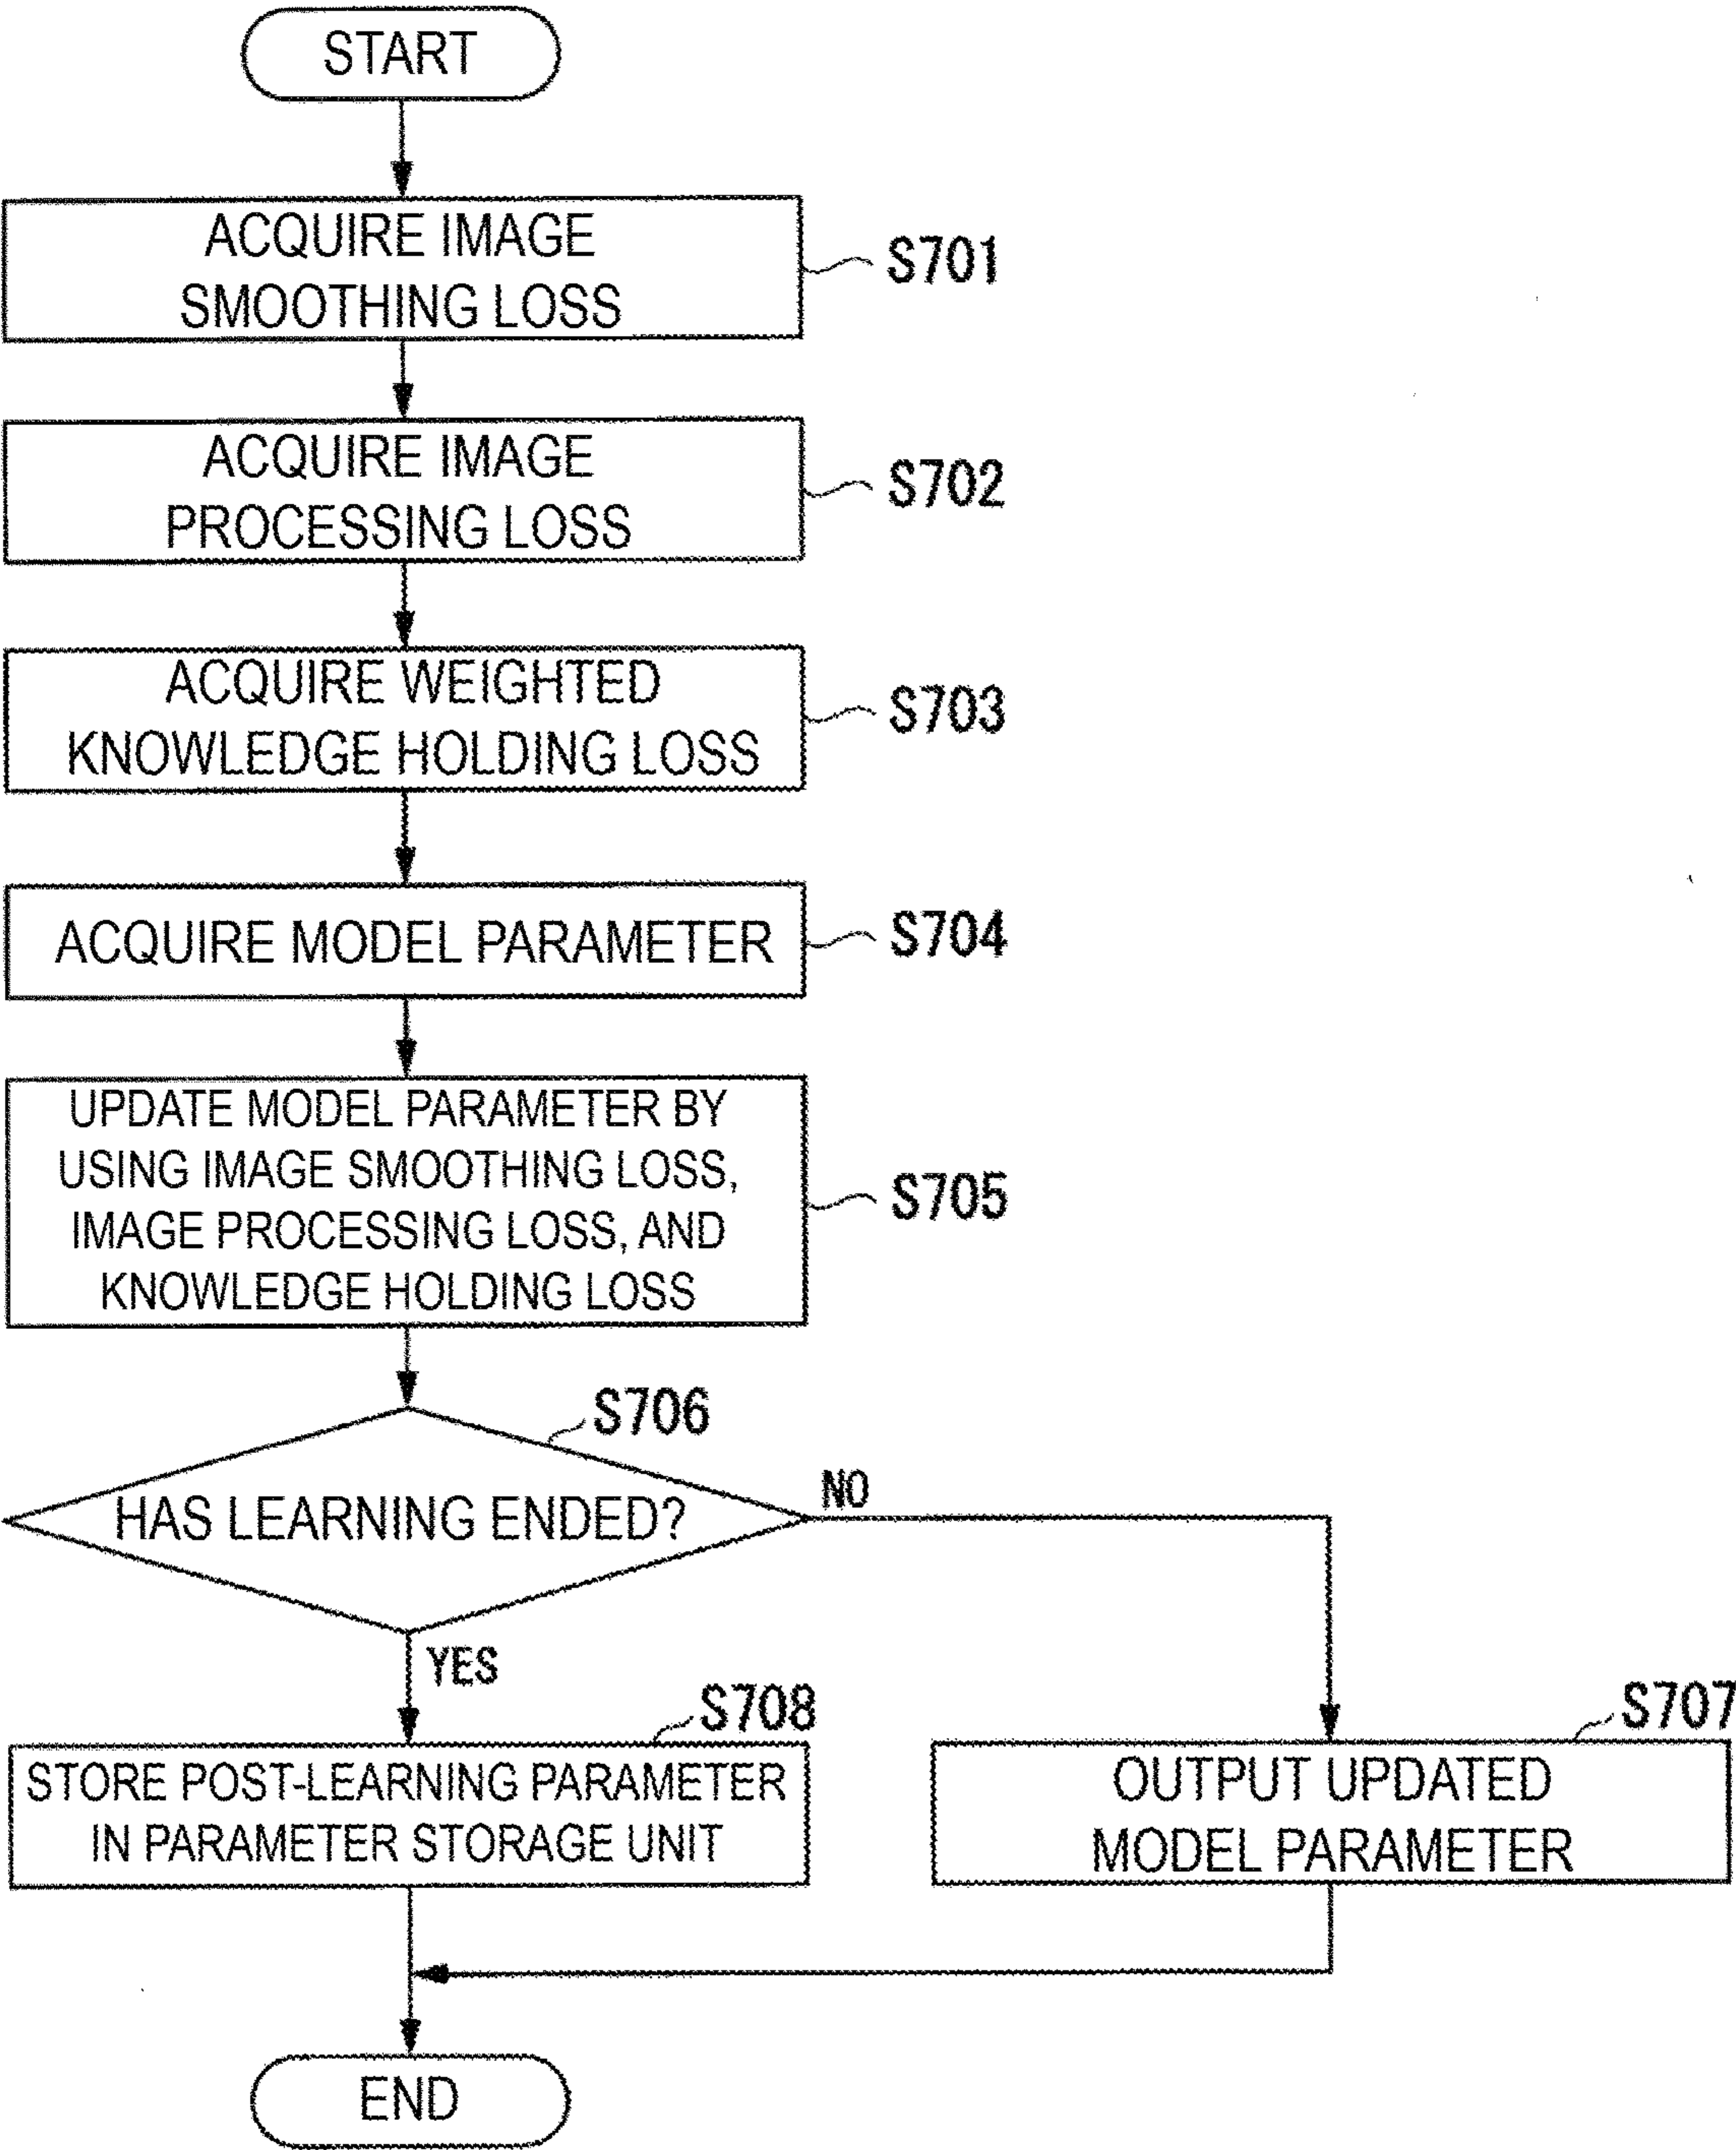 START
ACQUIRE IMAGE
SMOOTHING LOSS
S701
ACQUIRE IMAGE
PROCESSING LOSS
S702
ACQUIRE WEIGHTED
KNOWLEDGE HOLDING LOSS
S703
ACQUIRE MODEL PARAMETER
S704
UPDATE MODEL PARAMETER BY
USING IMAGE SMOOTHING LOSS,
IMAGE PROCESSING LOSS, AND
KNOWLEDGE HOLDING LOSS
S705
S706
HAS LEARNING ENDED?
NO
YES
S708
STORE POST-LEARNING PARAMETER
IN PARAMETER STORAGE UNIT
S707
OUTPUT UPDATED
MODEL PARAMETER
END